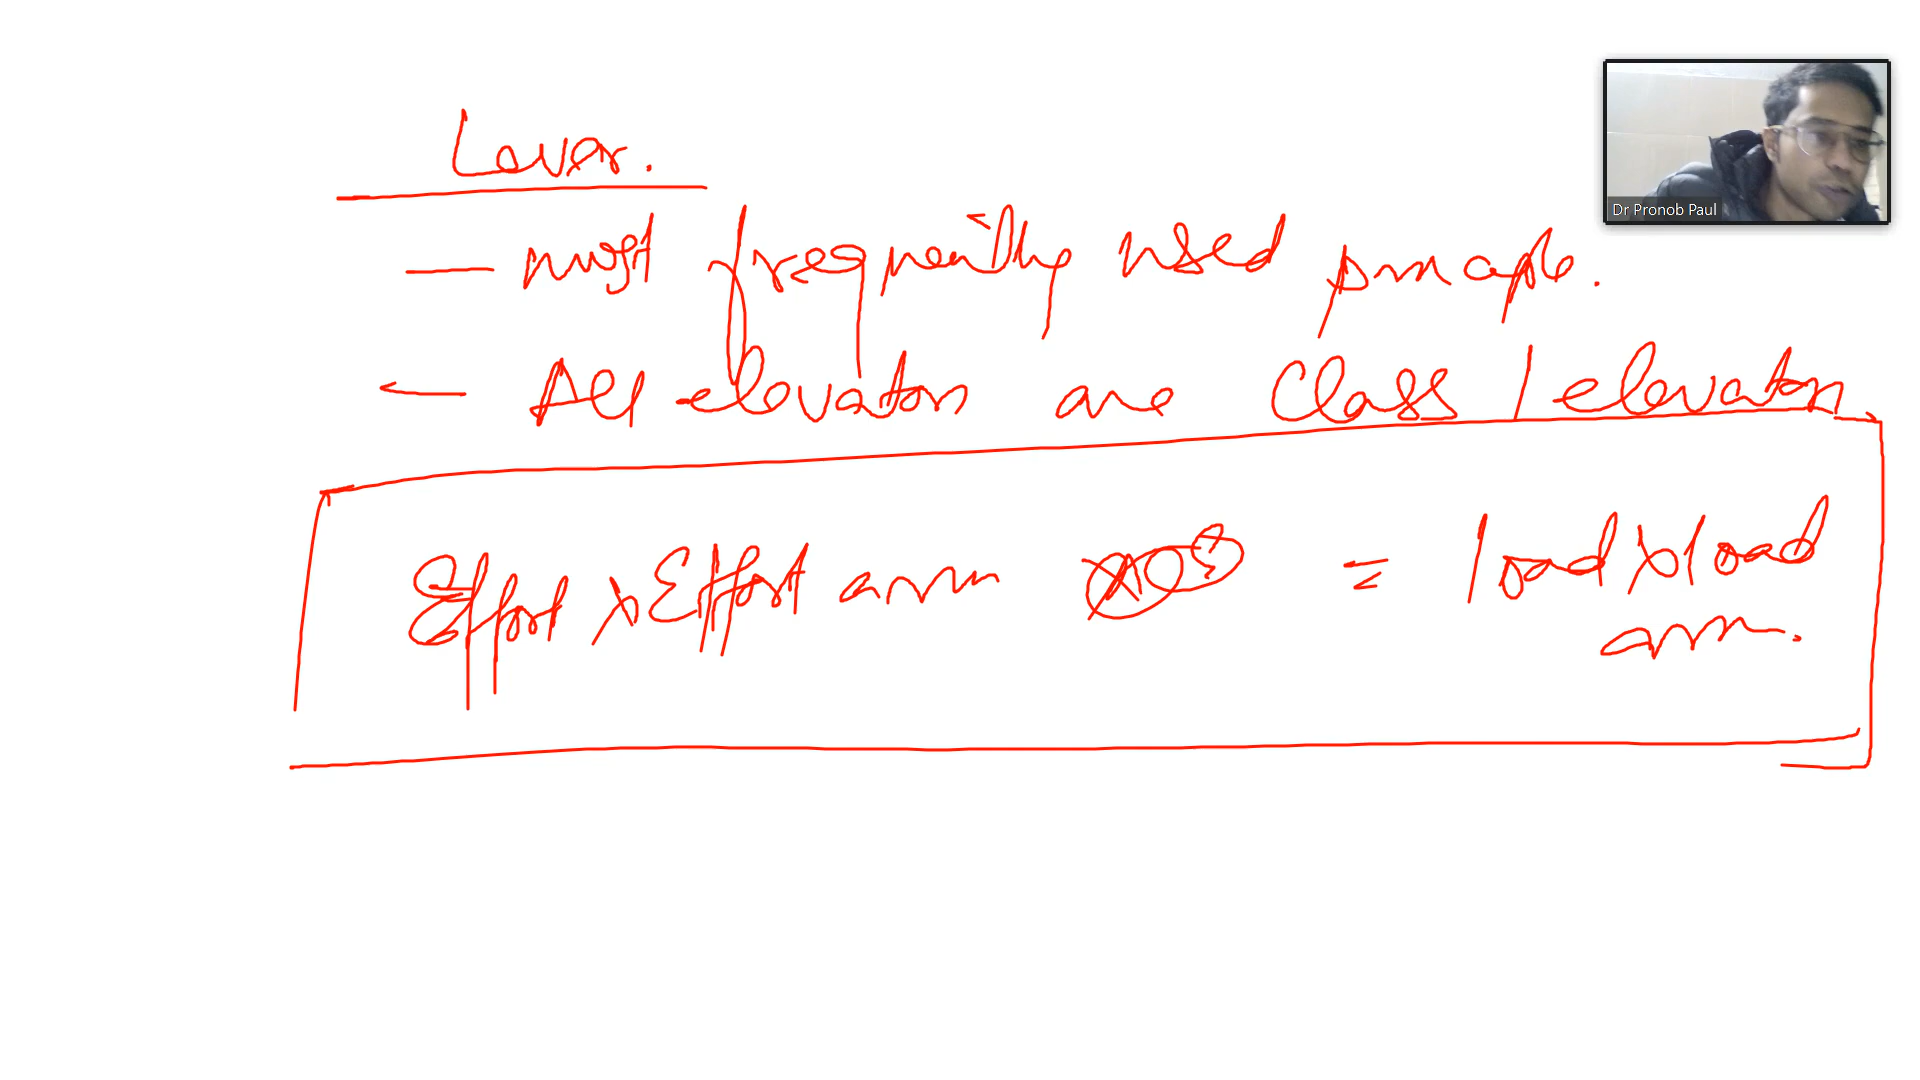 Lever.
Dr Pronob Paul
— most frequently used principle.
— All elevators are Class I elevators
Effort x Effort arm = load x load
arm.